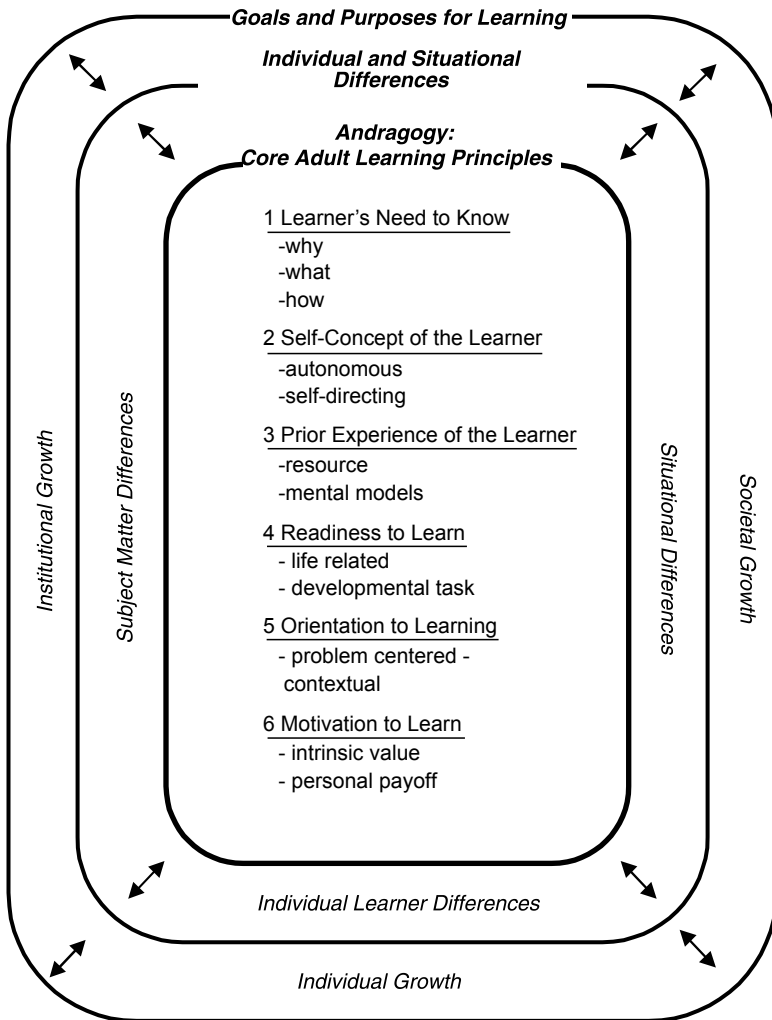 Goals and Purposes for Learning
Individual and Situational
Differences
Andragogy:
Core Adult Learning Principles
1 Learner’s Need to Know
-why
-what
-how
2 Self-Concept of the Learner
-autonomous
-self-directing
3 Prior Experience of the Learner
-resource
-mental models
4 Readiness to Learn
- life related
- developmental task
5 Orientation to Learning
- problem centered -
contextual
6 Motivation to Learn
- intrinsic value
- personal payoff
Institutional Growth
Subject Matter Differences
Situational Differences
Societal Growth
Individual Learner Differences
Individual Growth